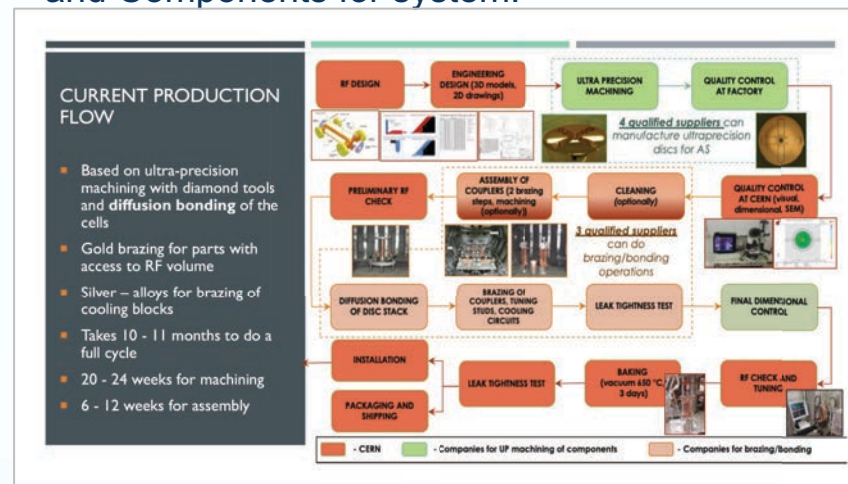 and Components for system.
CURRENT PRODUCTION
FLOW
Based on ultra-precision
machining with diamond tools
and diffusion bonding of the
cells
Gold brazing for parts with
access to RF volume
Silver – alloys for brazing of
cooling blocks
Takes 10 - 11 months to do a
full cycle
20 - 24 weeks for machining
6 - 12 weeks for assembly
RF DESIGN
ENGINEERING
DESIGN (3D models,
2D drawings)
ULTRA PRECISION
MACHINING
QUALITY CONTROL
AT FACTORY
4 qualified suppliers can
manufacture ultraprecision
discs for AS
PRELIMINARY RF
CHECK
ASSEMBLY OF
COUPLERS (2 brazing
steps, machining
(optionally))
CLEANING
(optionally)
QUALITY CONTROL
AT CERN (visual,
dimensional, SEM)
3 qualified suppliers
can do
brazing/bonding
operations
DIFFUSION BONDING
OF DISC STACK
BRAZING OF
COUPLERS, TUNING
STUDS, COOLING
CIRCUITS
LEAK TIGHTNESS TEST
FINAL DIMENSIONAL
CONTROL
INSTALLATION
PACKAGING AND
SHIPPING
LEAK TIGHTNESS TEST
BAKING
(vacuum 650 °C,
3 days)
RF CHECK AND
TUNING
- CERN
- Companies for UP machining of components
- Companies for brazing/bonding